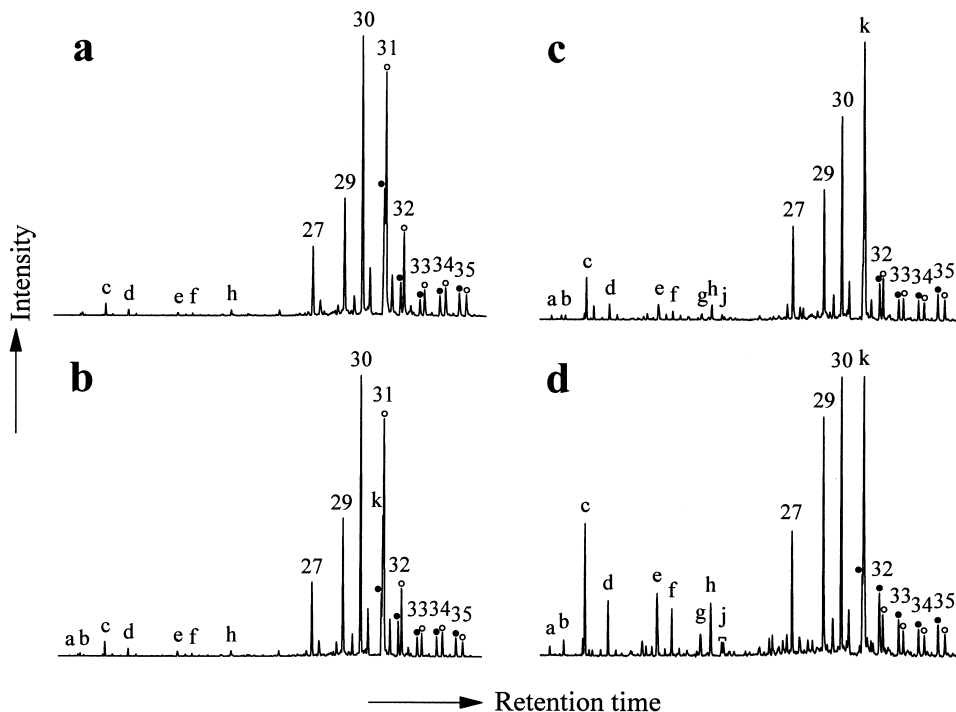 a
30
31
29
32
27
33 34 35
c
d
e f
h
c
k
30
29
27
32
33 34 35
c
a b
d
e
f
g h j
Intensity
b
30
31
k
29
27
32
33 34 35
a b
c
d
e f
h
d
30 k
29
27
32
33
34 35
c
d
e
f
h
g
j
a b
Retention time